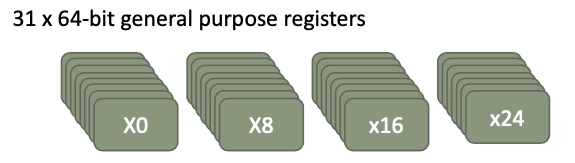 31 x 64-bit general purpose registers
X0 X8 x16 x24